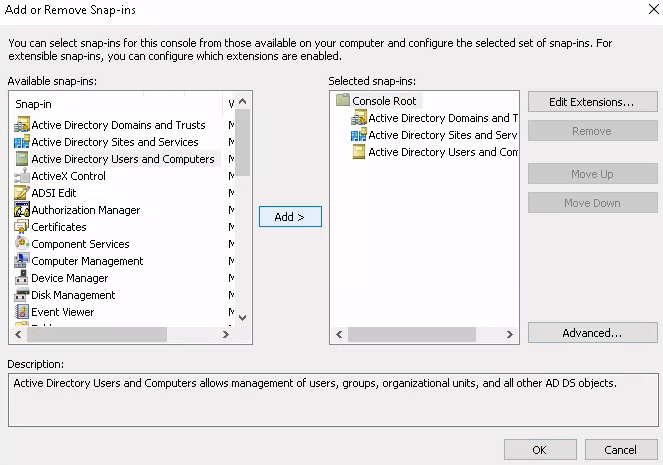 Add or Remove Snap-ins
You can select snap-ins for this console from those available on your computer and configure the selected set of snap-ins. For
extensible snap-ins, you can configure which extensions are enabled.
Available snap-ins:
Snap-in
Active Directory Domains and Trusts
Active Directory Sites and Services
Active Directory Users and Computers
ActiveX Control
ADSI Edit
Authorization Manager
Certificates
Component Services
Computer Management
Device Manager
Disk Management
Event Viewer
Add >
Selected snap-ins:
Console Root
Active Directory Domains and T
Active Directory Sites and Serv
Active Directory Users and Com
Edit Extensions...
Remove
Move Up
Move Down
Advanced...
Description:
Active Directory Users and Computers allows management of users, groups, organizational units, and all other AD DS objects.
OK
Cancel